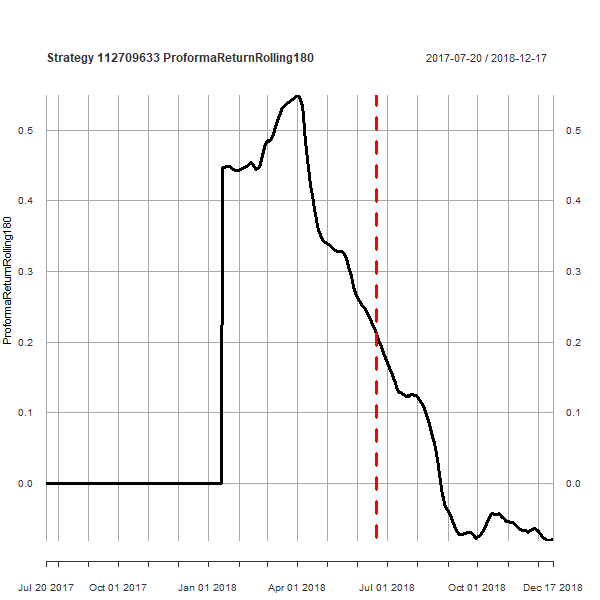 Strategy 112709633 ProformaReturnRolling180
2017-07-20 / 2018-12-17
ProformaReturnRolling180
0.5 0.5
0.4 0.4
0.3 0.3
0.2 0.2
0.1 0.1
0.0 0.0
Jul 20 2017 Oct 01 2017 Jan 01 2018 Apr 01 2018 Jul 01 2018 Oct 01 2018 Dec 17 2018